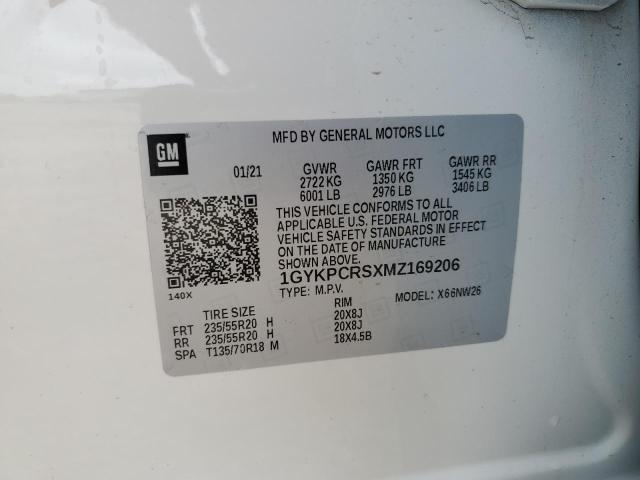 GM
MFD BY GENERAL MOTORS LLC
01/21 GVWR GAWR FRT GAWR RR
2722 KG 1350 KG 1545 KG
6001 LB 2976 LB 3406 LB
THIS VEHICLE CONFORMS TO ALL
APPLICABLE U.S. FEDERAL MOTOR
VEHICLE SAFETY STANDARDS IN EFFECT
ON THE DATE OF MANUFACTURE
SHOWN ABOVE.
1GYKPCRSXMZ169206
140X TYPE: M.P.V. MODEL: X66NW26
TIRE SIZE RIM
FRT 235/55R20 H 20X8J
RR 235/55R20 H 20X8J
SPA T135/70R18 M 18X4.5B